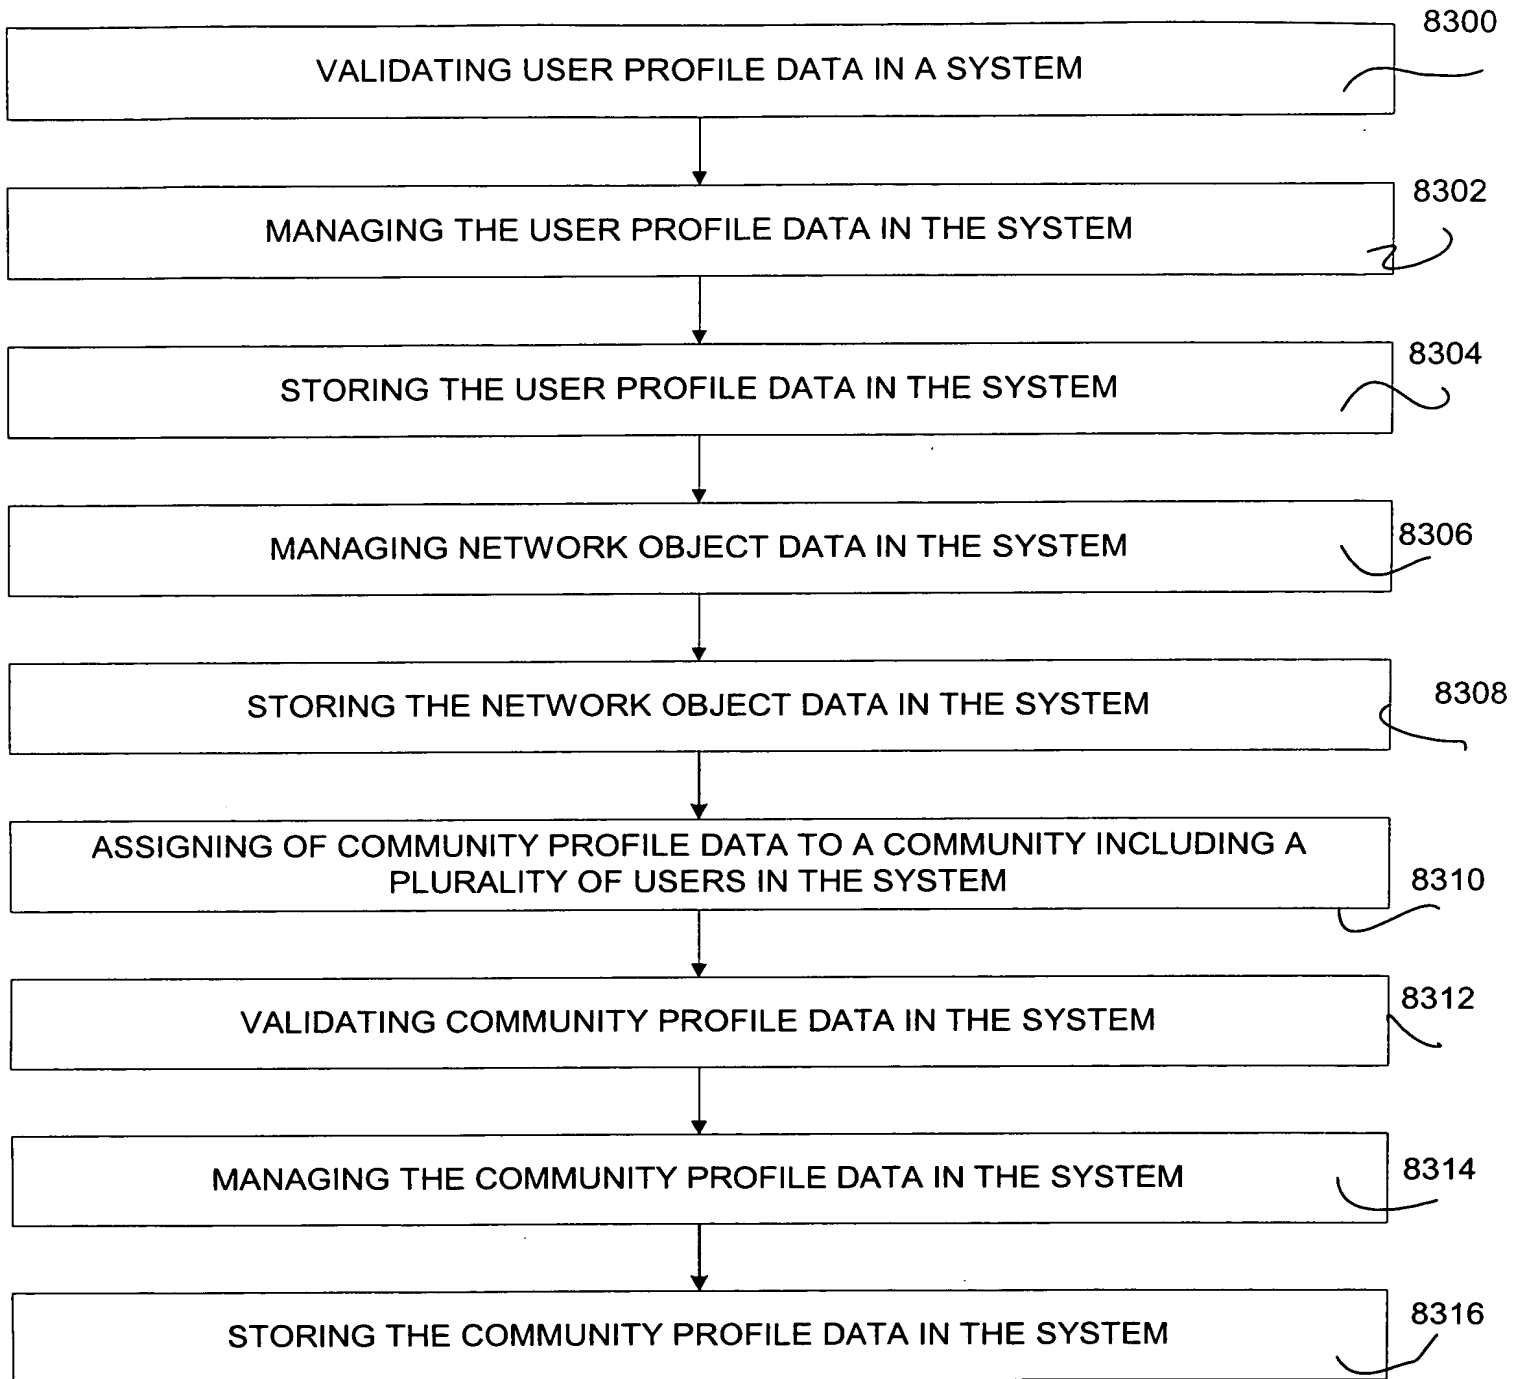 8300
VALIDATING USER PROFILE DATA IN A SYSTEM
8302
MANAGING THE USER PROFILE DATA IN THE SYSTEM
8304
STORING THE USER PROFILE DATA IN THE SYSTEM
8306
MANAGING NETWORK OBJECT DATA IN THE SYSTEM
8308
STORING THE NETWORK OBJECT DATA IN THE SYSTEM
ASSIGNING OF COMMUNITY PROFILE DATA TO A COMMUNITY INCLUDING A
PLURALITY OF USERS IN THE SYSTEM
8310
8312
VALIDATING COMMUNITY PROFILE DATA IN THE SYSTEM
8314
MANAGING THE COMMUNITY PROFILE DATA IN THE SYSTEM
8316
STORING THE COMMUNITY PROFILE DATA IN THE SYSTEM